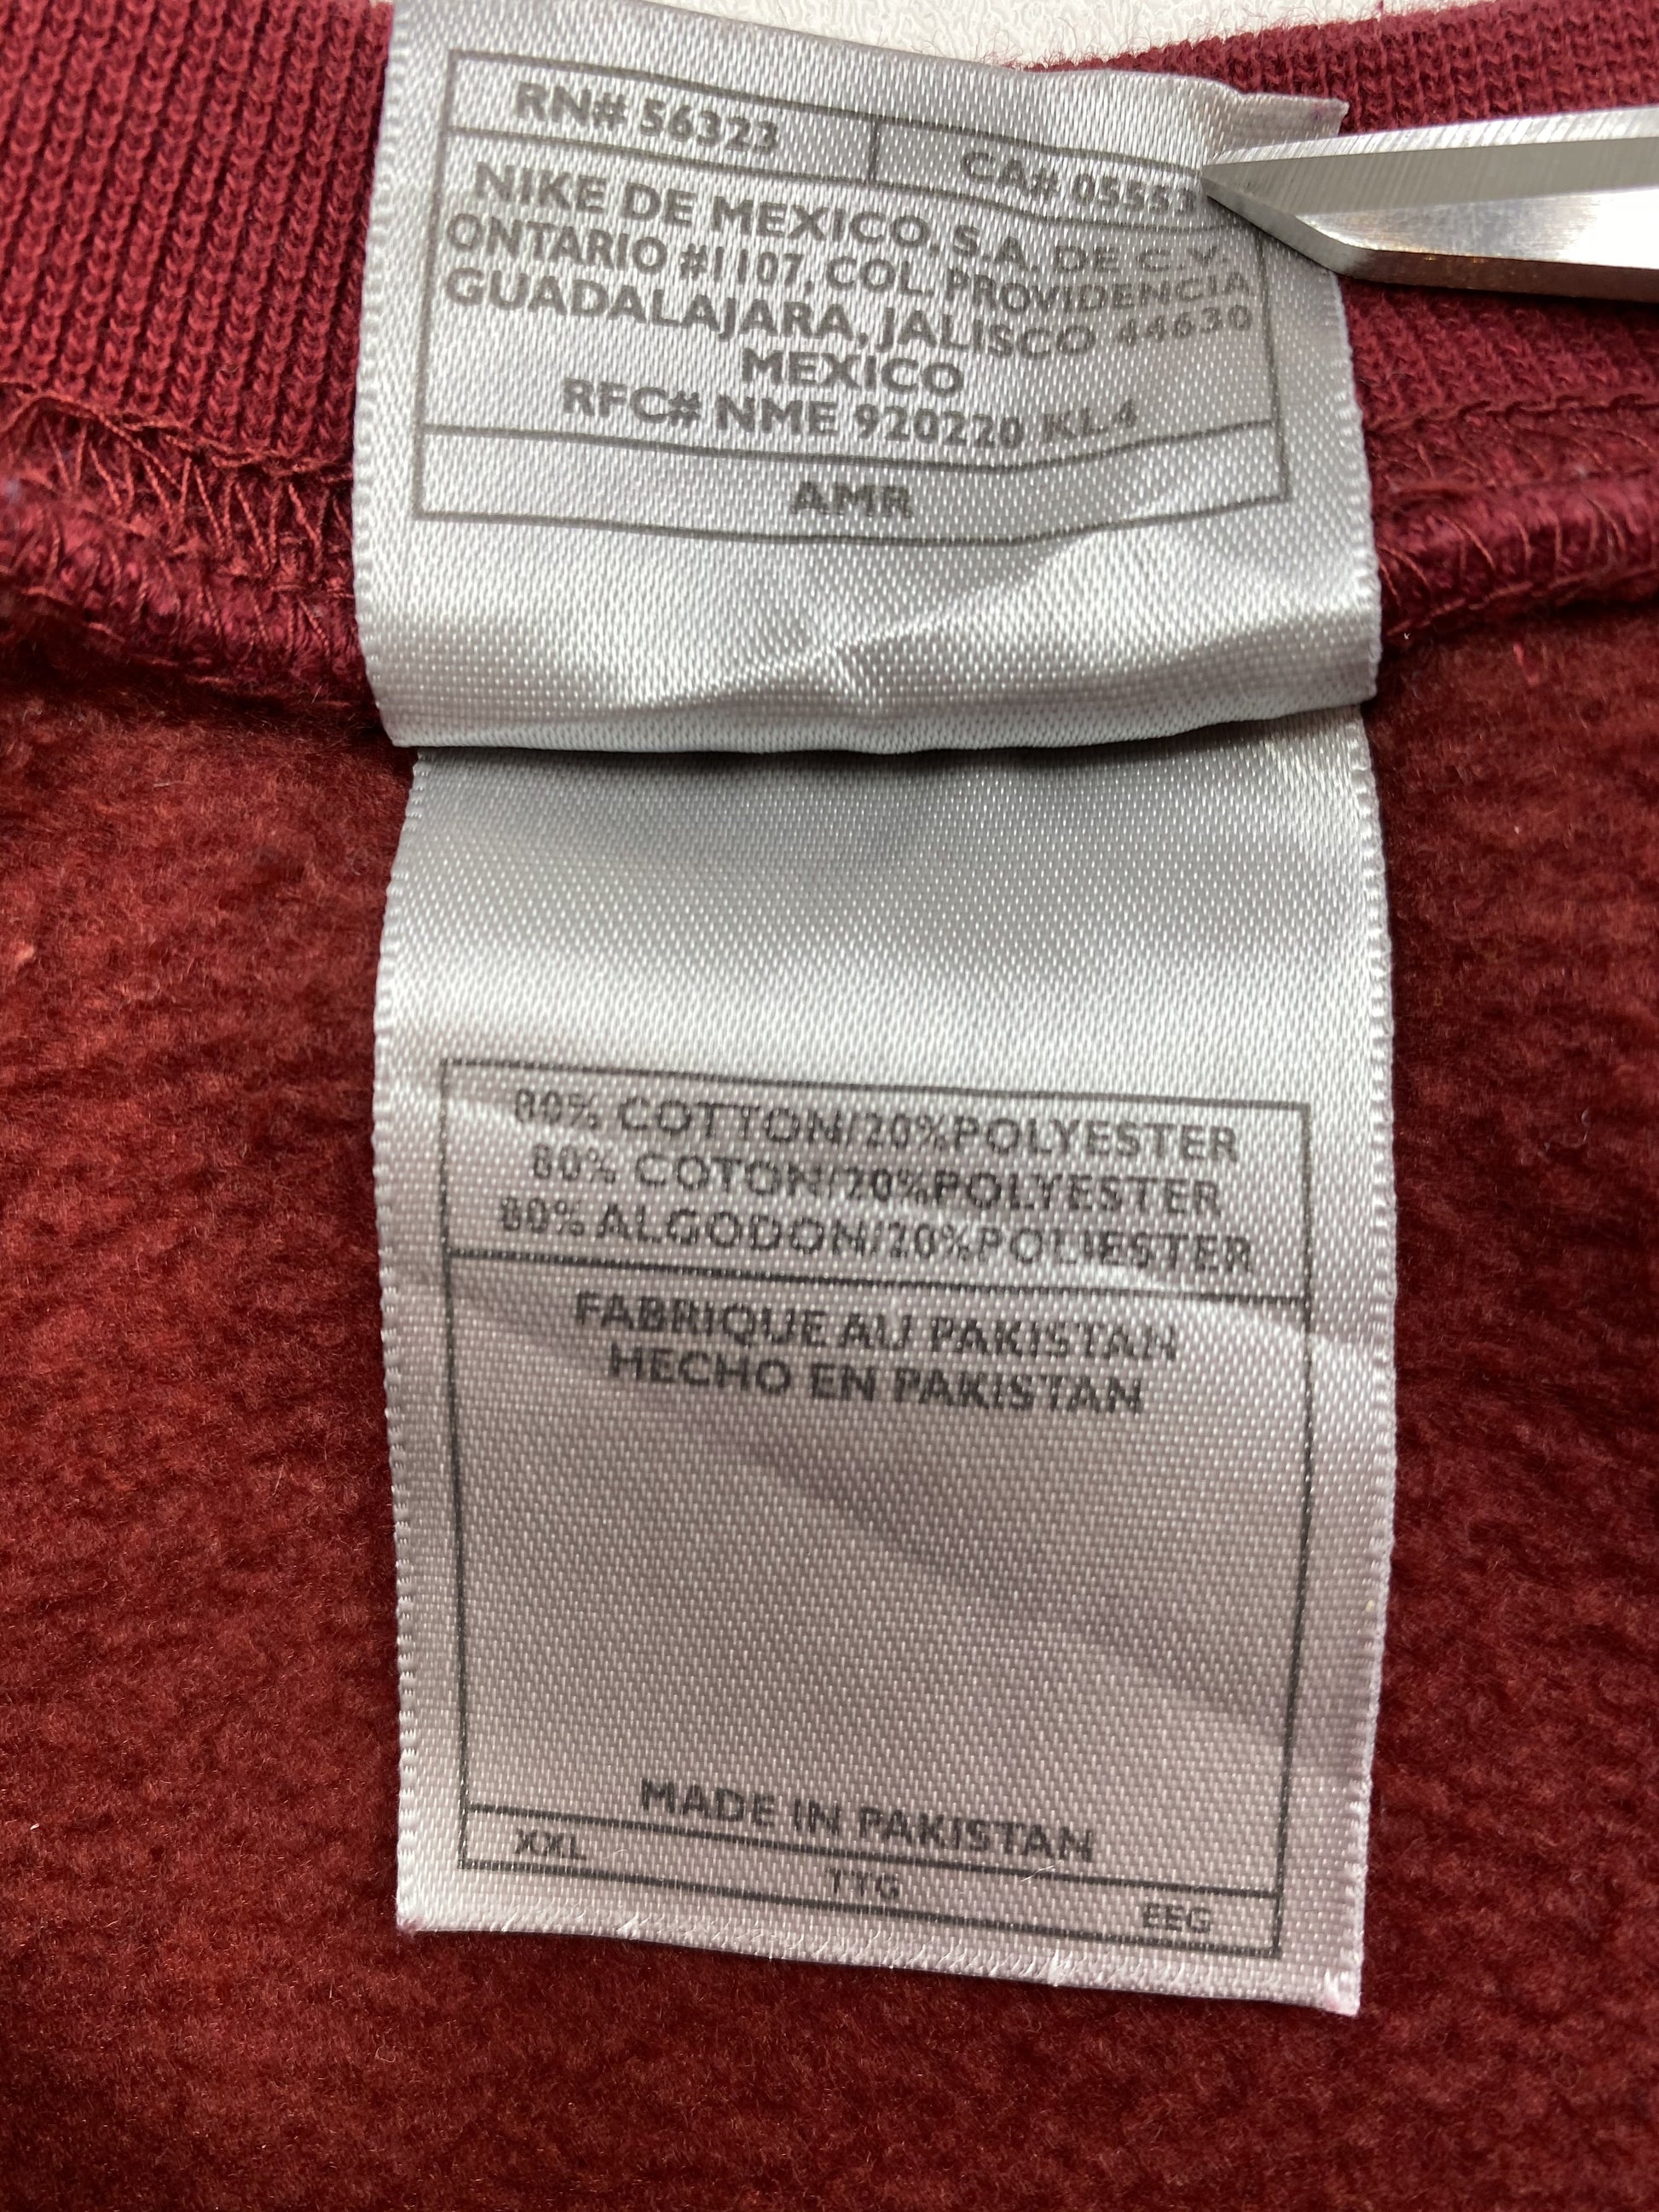 RN# 56323
NIKE DE MEXICO, S.A. DE C.V.
ONTARIO #1107, COL. PROVIDENCIA
GUADALAJARA, JALISCO 44630
MEXICO
RFC# NME 920220 KL4
AMR
80% COTTON/20%POLYESTER
80% COTON/20%POLYESTER
80% ALGODON/20%POLIESTER
FABRIQUE AU PAKISTAN
HECHO EN PAKISTAN
MADE IN PAKISTAN
XXL TTG EEG